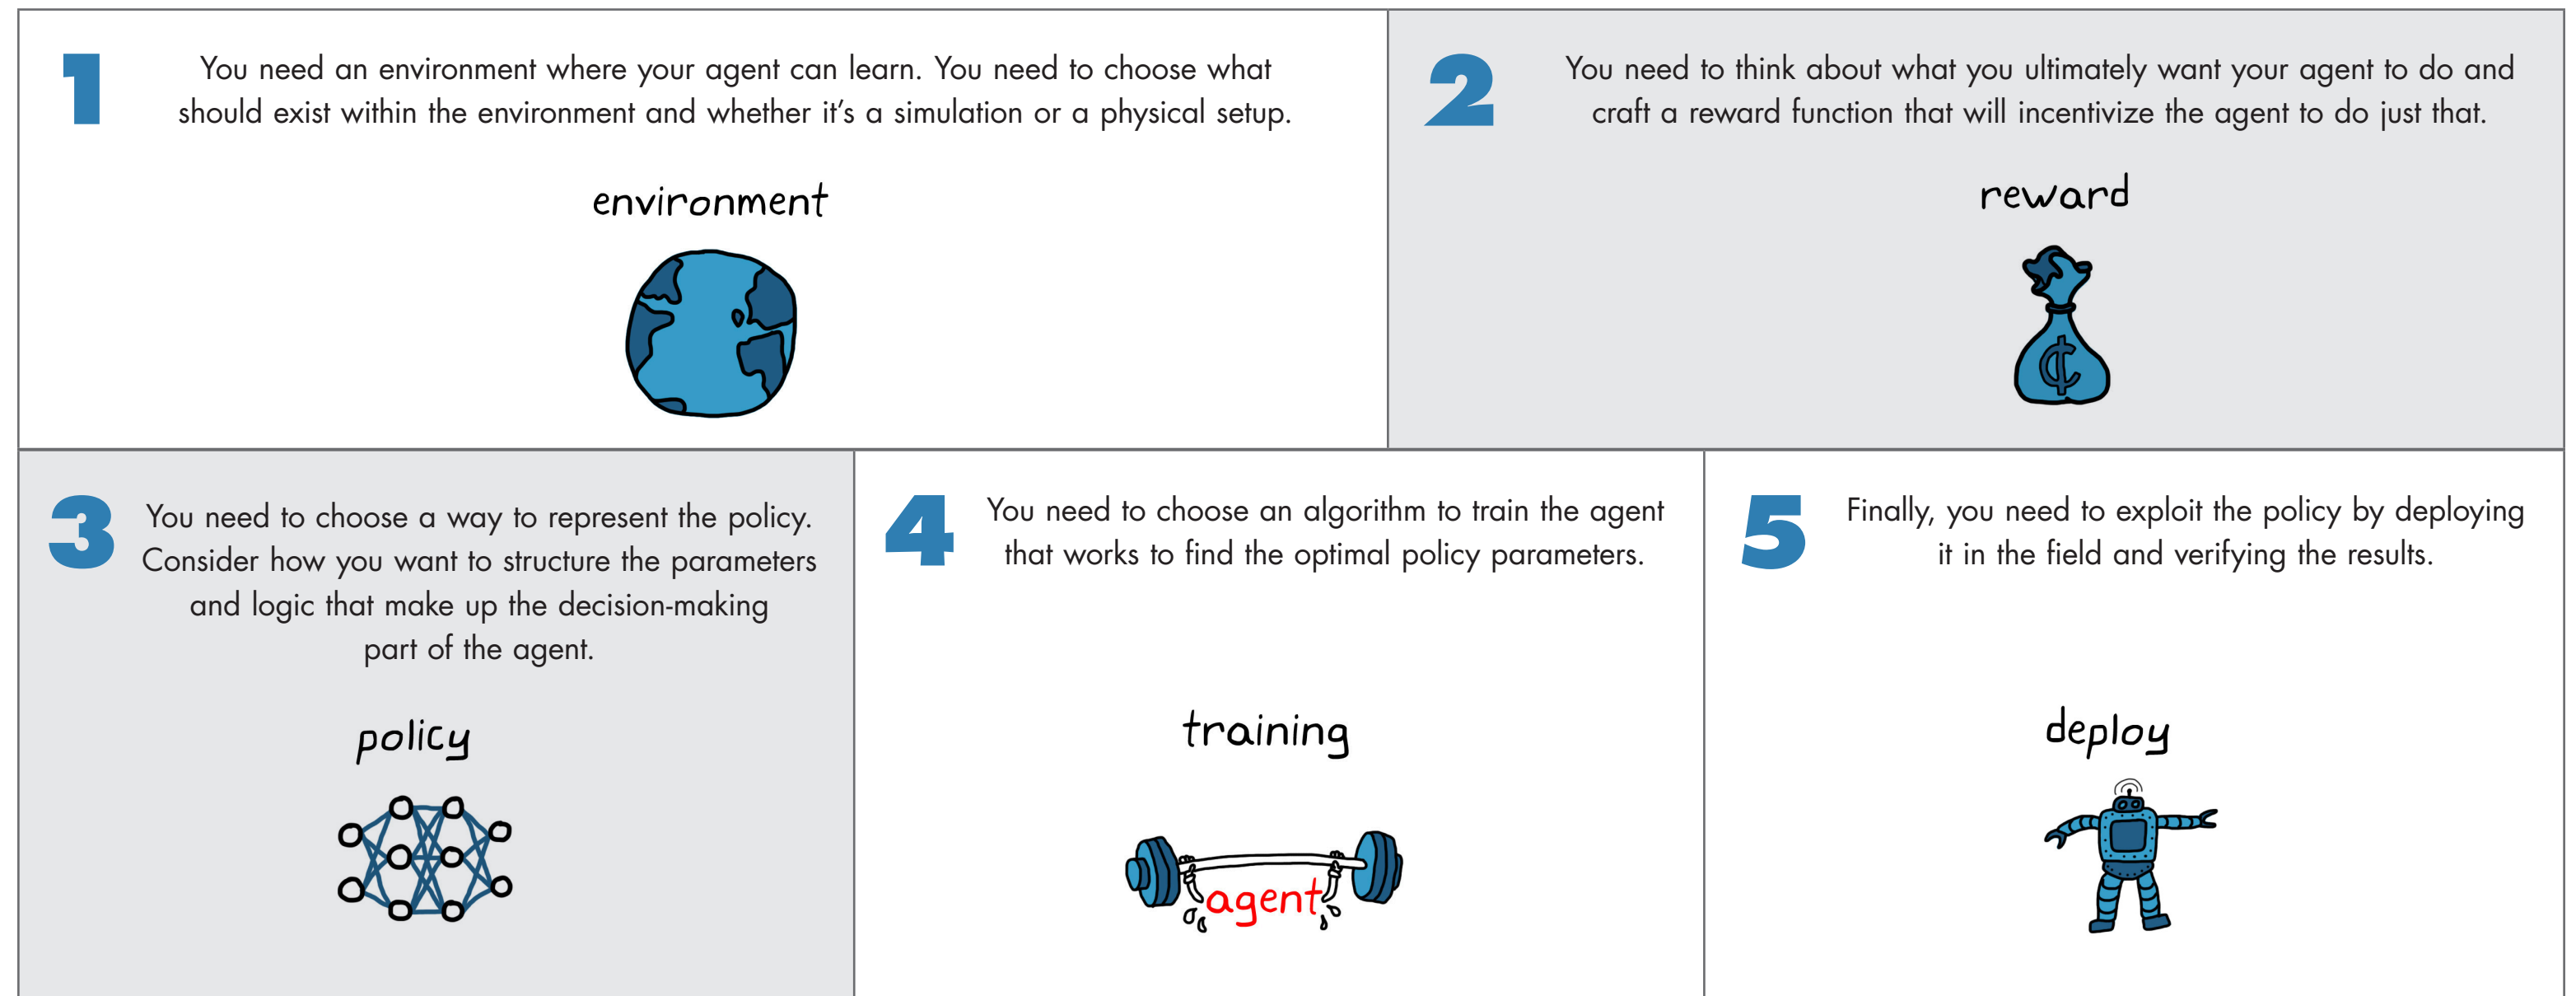 1
You need an environment where your agent can learn. You need to choose what
should exist within the environment and whether it’s a simulation or a physical setup.
environment
2
You need to think about what you ultimately want your agent to do and
craft a reward function that will incentivize the agent to do just that.
reward
¢
3
You need to choose a way to represent the policy.
Consider how you want to structure the parameters
and logic that make up the decision-making
part of the agent.
policy
4
You need to choose an algorithm to train the agent
that works to find the optimal policy parameters.
training
agent
5
Finally, you need to exploit the policy by deploying
it in the field and verifying the results.
deploy